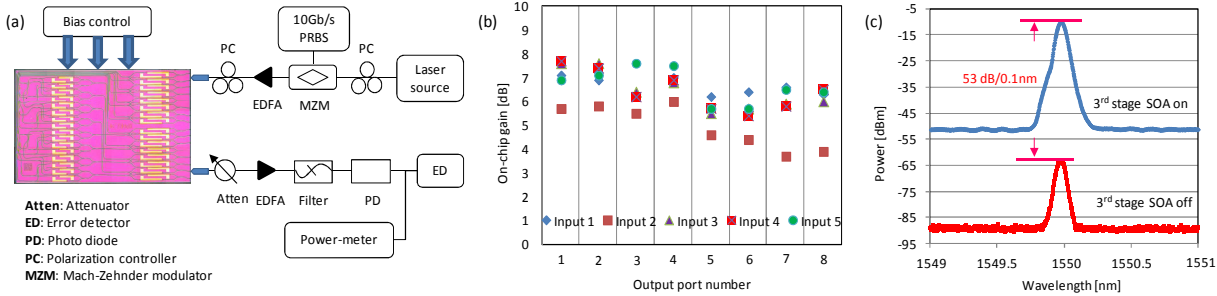 (a)
Bias control
10Gb/s
PRBS
PC
PC
Laser
source
EDFA
MZM
Atten
EDFA
Filter
PD
ED
Power-meter
Atten: Attenuator
ED: Error detector
PD: Photo diode
PC: Polarization controller
MZM: Mach-Zehnder modulator
(b)
On-chip gain [dB]
10
9
8
7
6
5
4
3
2
1
0
Input 1 Input 2 Input 3 Input 4 Input 5
1 2 3 4 5 6 7 8
Output port number
(c)
Power [dBm]
-5
-15
-25
-35
-45
-55
-65
-75
-85
-95
53 dB/0.1nm
3rd stage SOA on
3rd stage SOA off
1549 1549.5 1550 1550.5 1551
Wavelength [nm]